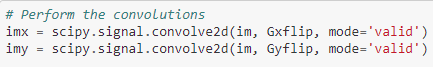 # Perform the convolutions
imx = scipy.signal.convolve2d(im, Gxflip, mode='valid')
imy = scipy.signal.convolve2d(im, Gyflip, mode='valid')